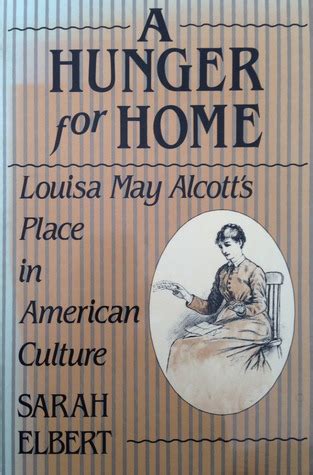 A
HUNGER
for HOME
Louisa May Alcott's
Place
in
American
Culture
SARAH
ELBERT